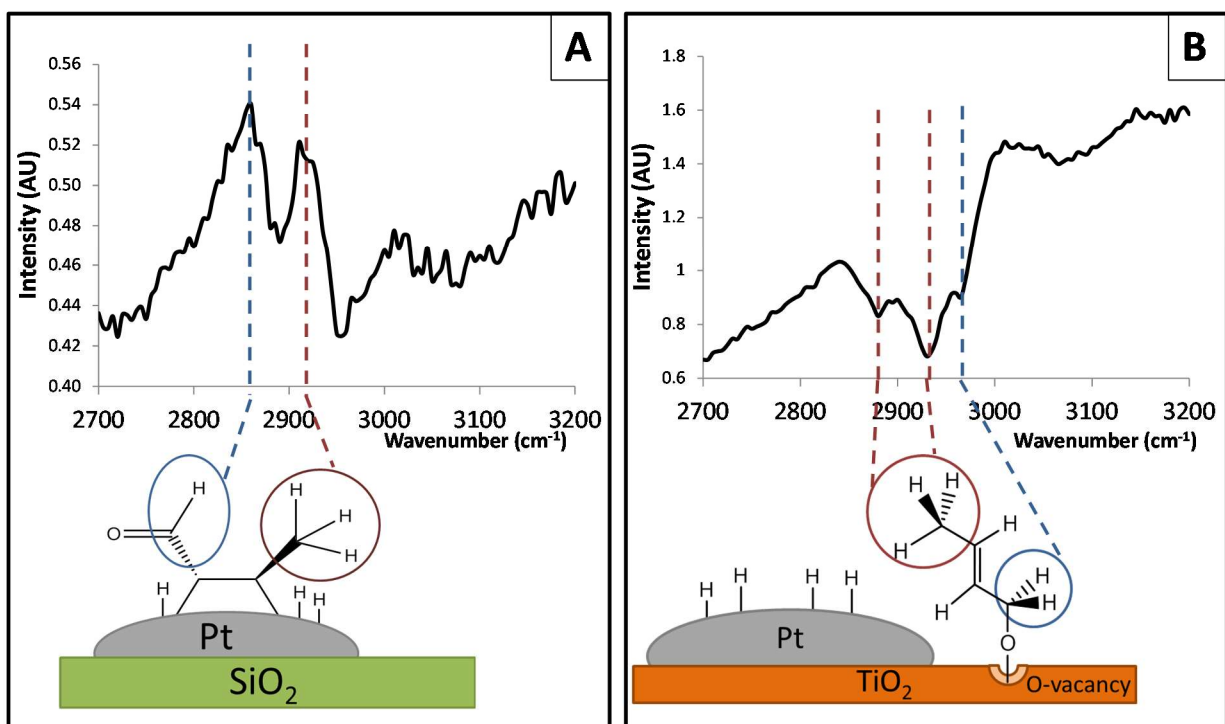 A
0.56
0.54
0.52
0.50
0.48
0.46
0.44
0.42
0.40
Intensity (AU)
2700 2800 2900 3000 3100 3200
Wavenumber (cm-1)
H
O
H
H
H
H
H
H
Pt
SiO2
B
1.8
1.6
1.4
1.2
1
0.8
0.6
Intensity (AU)
2700 2800 2900 3000 3100 3200
Wavenumber (cm-1)
H H
H
H
H H H H
H
H
H
O
Pt
TiO2
O-vacancy